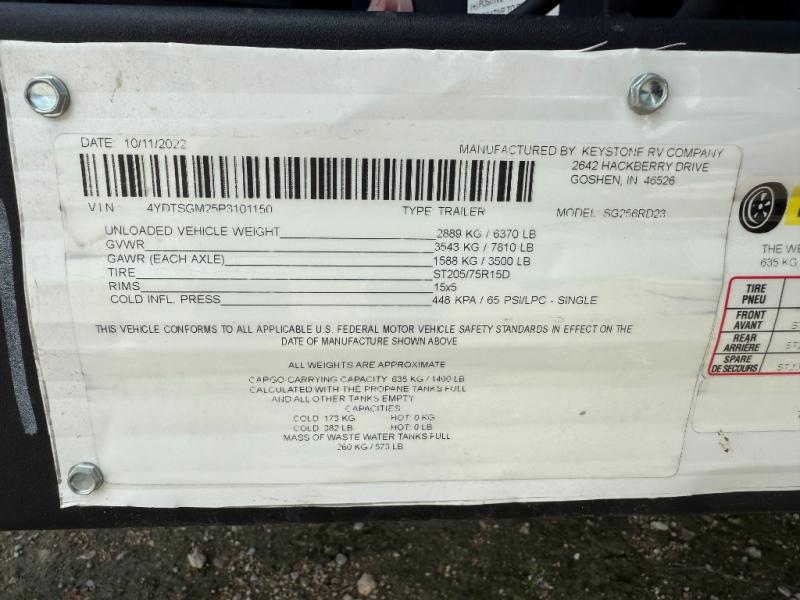 DATE: 10/11/2022
MANUFACTURED BY: KEYSTONE RV COMPANY
2642 HACKBERRY DRIVE
GOSHEN, IN 46526
VIN 4YDTSGM25P3101150 TYPE TRAILER MODEL: SG256RD23
UNLOADED VEHICLE WEIGHT 2889 KG / 6370 LB
GVWR 3543 KG / 7810 LB
GAWR (EACH AXLE) 1588 KG / 3500 LB
TIRE ST205/75R15D
RIMS 15x5
COLD INFL. PRESS 448 KPA / 65 PSI/LPC - SINGLE
THIS VEHICLE CONFORMS TO ALL APPLICABLE U.S. FEDERAL MOTOR VEHICLE SAFETY STANDARDS IN EFFECT ON THE
DATE OF MANUFACTURE SHOWN ABOVE
ALL WEIGHTS ARE APPROXIMATE
CARGO CARRYING CAPACITY 635 KG / 1400 LB
CALCULATED WITH THE PROPANE TANKS FULL
AND ALL OTHER TANKS EMPTY
CAPACITIES
COLD: 173 KG HOT: 0 KG
COLD: 382 LB HOT: 0 LB
MASS OF WASTE WATER TANKS FULL
260 KG / 573 LB
THE WE
635 KG
TIRE
PNEU
FRONT
AVANT
REAR
ARRIÈRE
SPARE
DE SECOURS